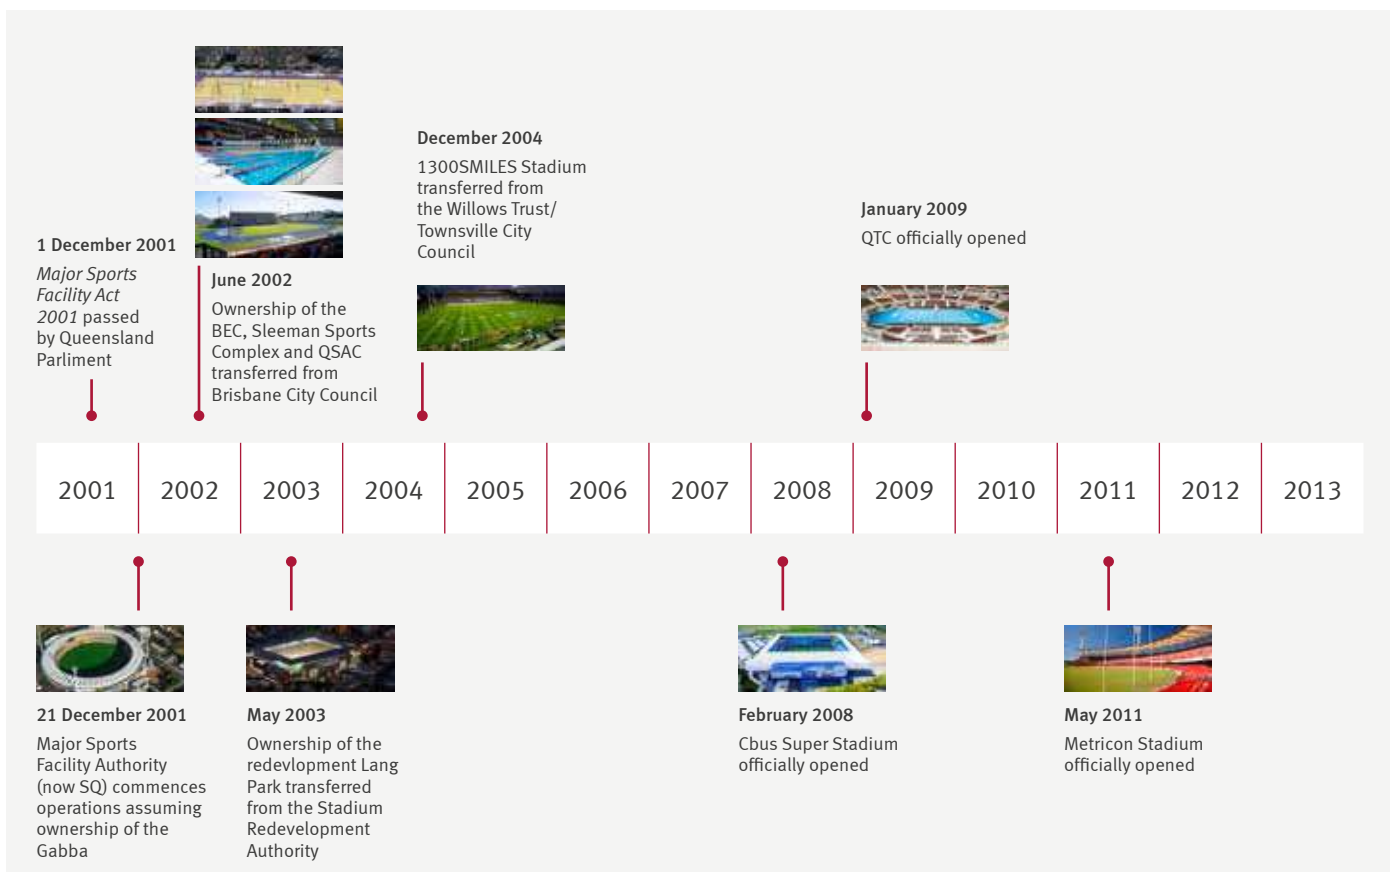 1 December 2001
Major Sports
Facility Act
2001 passed
by Queensland
Parliment
June 2002
Ownership of the
BEC, Sleeman Sports
Complex and QSAC
transferred from
Brisbane City Council
December 2004
1300SMILES Stadium
transferred from
the Willows Trust/
Townsville City
Council
January 2009
QTC officially opened
2001
2002
2003
2004
2005
2006
2007
2008
2009
2010
2011
2012
2013
21 December 2001
Major Sports
Facility Authority
(now SQ) commences
operations assuming
ownership of the
Gabba
May 2003
Ownership of the
redevlopment Lang
Park transferred
from the Stadium
Redevelopment
Authority
February 2008
Cbus Super Stadium
officially opened
May 2011
Metricon Stadium
officially opened